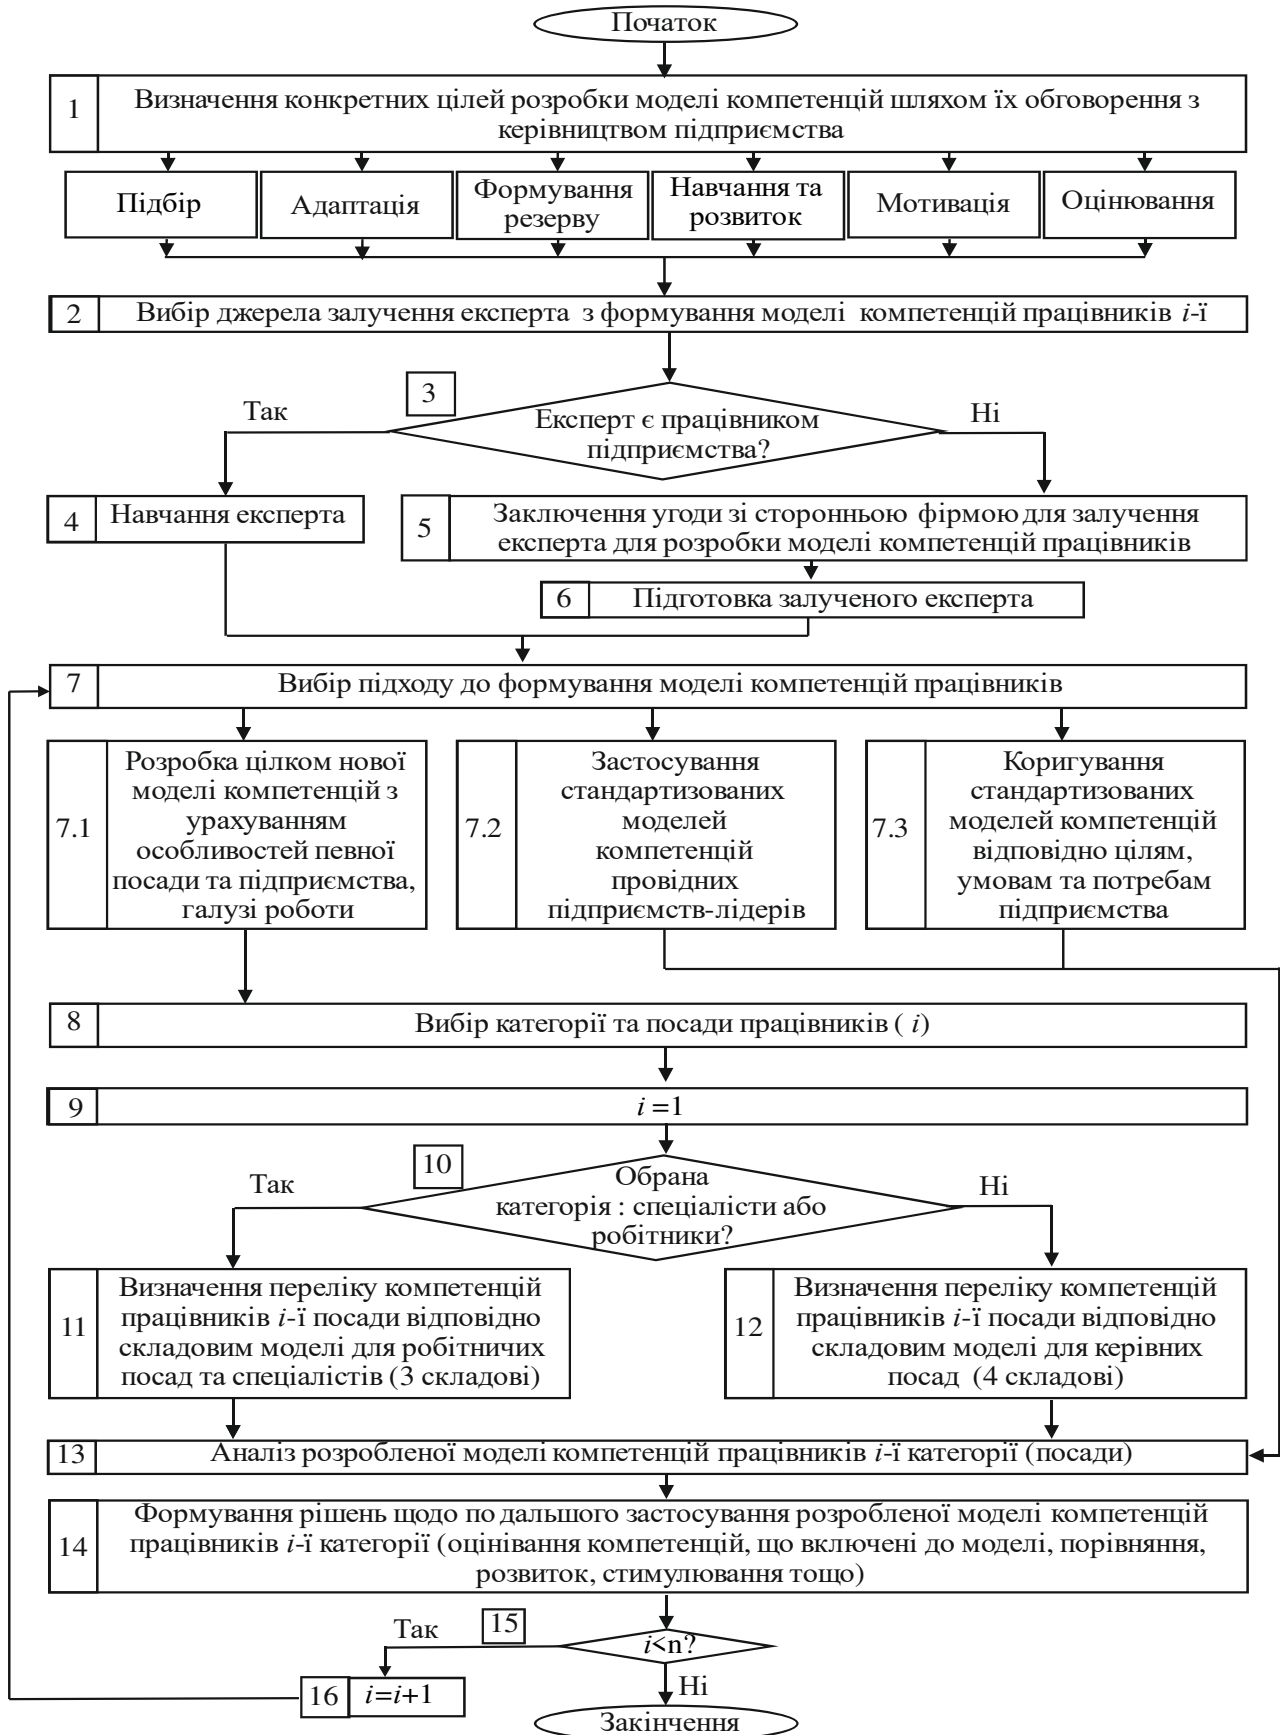 Початок
1
Визначення конкретних цілей розробки моделі компетенцій шляхом їх обговорення з
керівництвом підприємства
Підбір
Адаптація
Формування
резерву
Навчання та
розвиток
Мотивація
Оцінювання
2
Вибір джерела залучення експерта з формування моделі компетенцій працівників i-ї
3
Так
Експерт є працівником
підприємства?
Ні
4
Навчання експерта
5
Заключення угоди зі сторонньою фірмою для залучення
експерта для розробки моделі компетенцій працівників
6
Підготовка залученого експерта
7
Вибір підходу до формування моделі компетенцій працівників
7.1
Розробка цілком нової
моделі компетенцій з
урахуванням
особливостей певної
посади та підприємства,
галузі роботи
7.2
Застосування
стандартизованих
моделей
компетенцій
провідних
підприємств-лідерів
7.3
Коригування
стандартизованих
моделей компетенцій
відповідно цілям,
умовам та потребам
підприємства
8
Вибір категорії та посади працівників ( i)
9
i =1
10
Так
Обрана
категорія : спеціалісти або
робітники?
Ні
11
Визначення переліку компетенцій
працівників i-ї посади відповідно
складовим моделі для робітничих
посад та спеціалістів (3 складові)
12
Визначення переліку компетенцій
працівників i-ї посади відповідно
складовим моделі для керівних
посад (4 складові)
13
Аналіз розробленої моделі компетенцій працівників i-ї категорії (посади)
14
Формування рішень щодо по дальшого застосування розробленої моделі компетенцій
працівників i-ї категорії (оцінівання компетенцій, що включені до моделі, порівняння,
розвиток, стимулювання тощо)
15
Так
i<n?
16
i=i+1
Ні
Закінчення